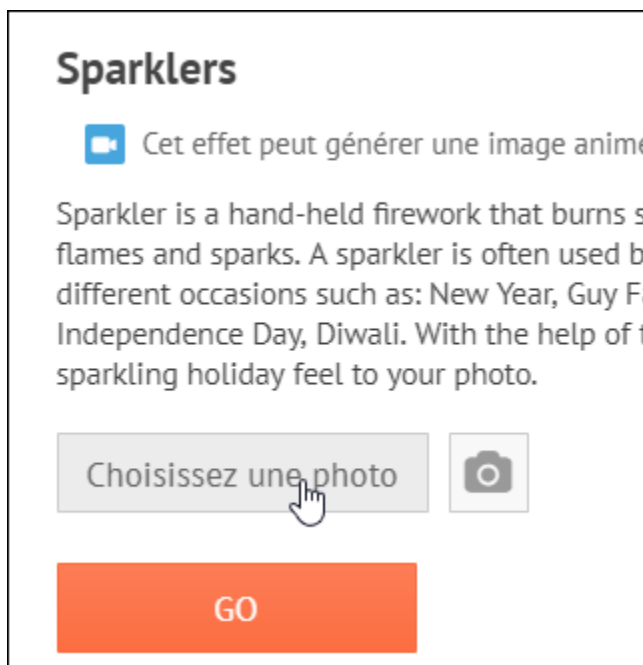 Sparklers
Cet effet peut générer une image
Sparkler is a hand-held firework that burns
flames and sparks. A sparkler is often used
different occasions such as: New Year, Guy
Independence Day, Diwali. With the help of
sparkling holiday feel to your photo.
Choisissez une photo
GO